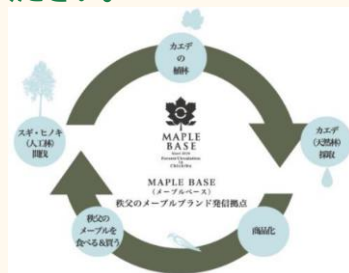 カエデ
の
植林
スギ・ヒノキ
(人工林)
間伐
カエデ
(天然林)
採取
MAPLE
BASE
MAPLE BASE
(メープルベース)
秩父のメープルブランド発信拠点
秩父の
メープルを
食べる&買う
商品化